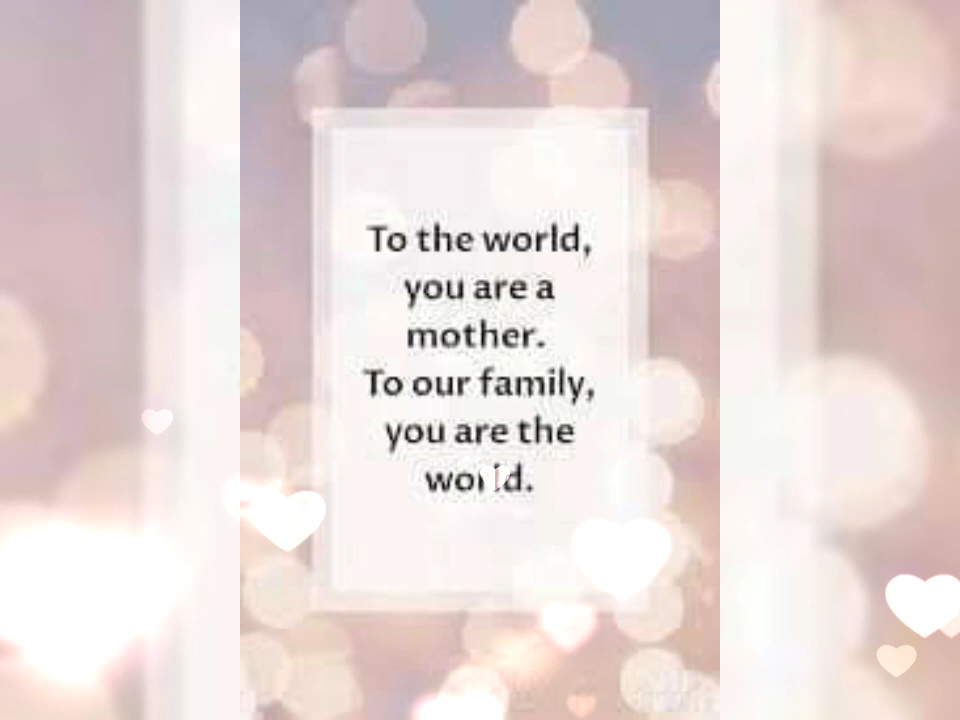 To the world,
you are a
mother.
To our family,
you are the
world.